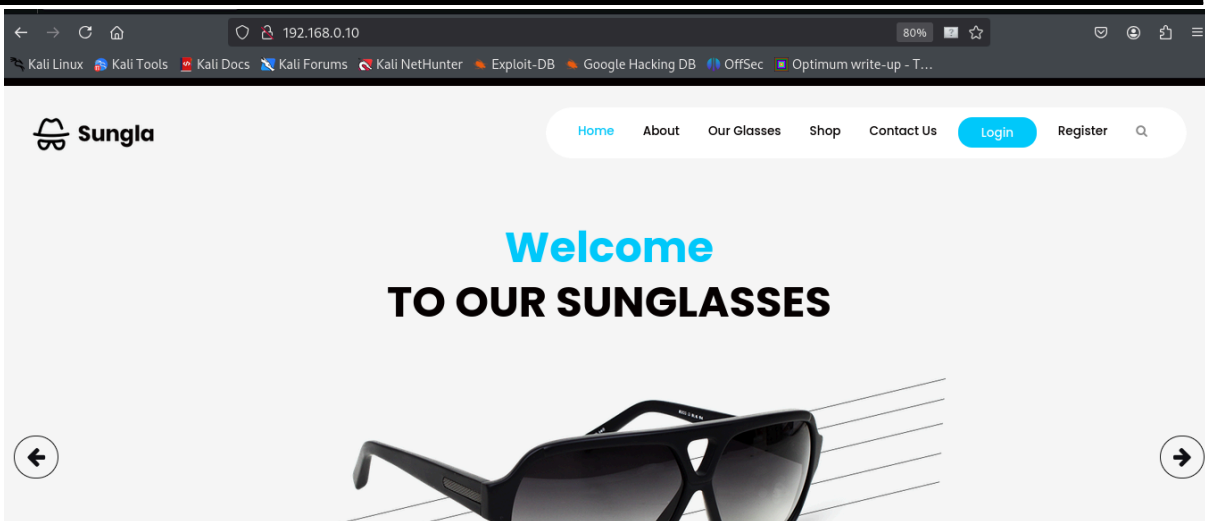 192.168.0.10
80%
Kali Linux Kali Tools Kali Docs Kali Forums Kali NetHunter Exploit-DB Google Hacking DB OffSec Optimum write-up - T...
Sungla
Home About Our Glasses Shop Contact Us Login Register
Welcome
TO OUR SUNGLASSES